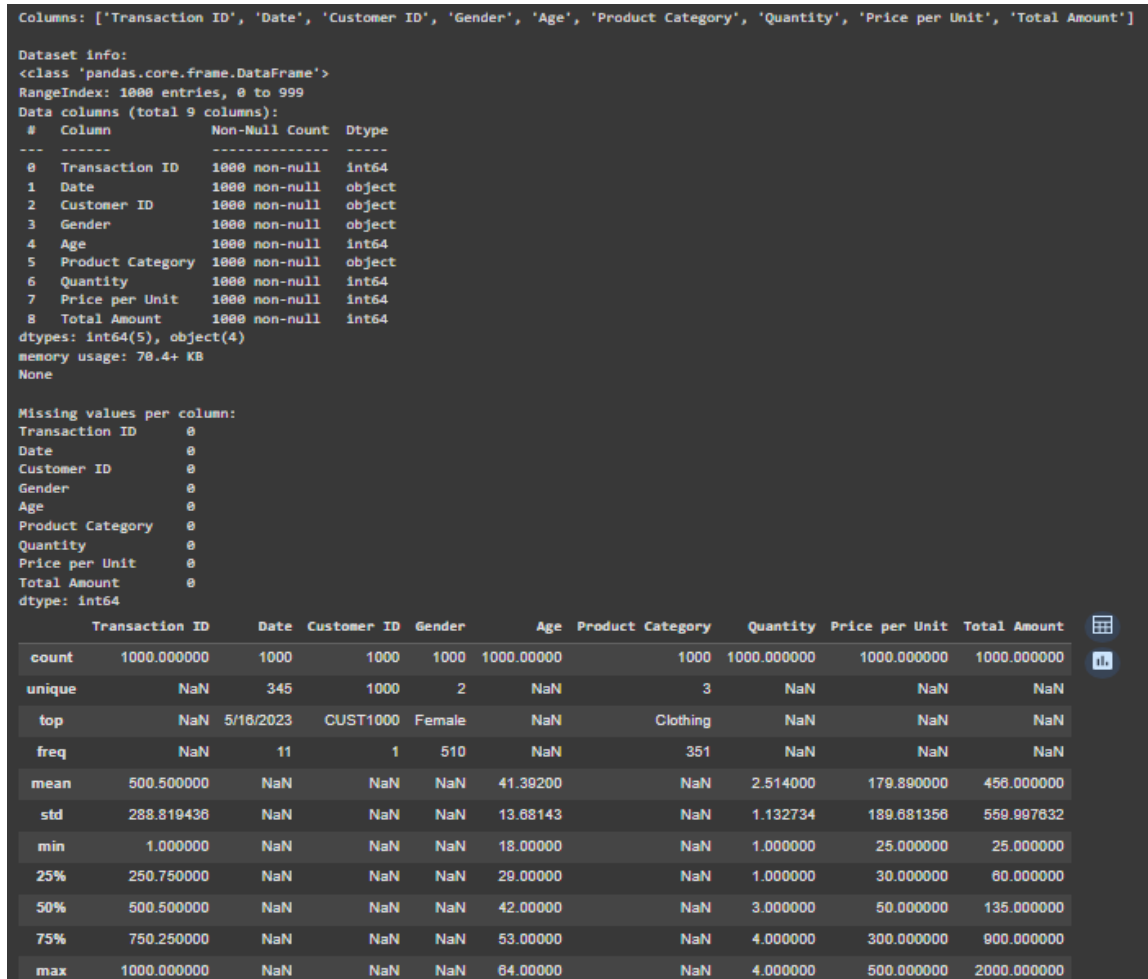 Columns: ['Transaction ID', 'Date', 'Customer ID', 'Gender', 'Age', 'Product Category', 'Quantity', 'Price per Unit', 'Total Amount']
Dataset info:
<class 'pandas.core.frame.DataFrame'>
RangeIndex: 1000 entries, 0 to 999
Data columns (total 9 columns):
 #   Column            Non-Null Count  Dtype
---  ------            --------------  -----
 0   Transaction ID    1000 non-null   int64
 1   Date              1000 non-null   object
 2   Customer ID       1000 non-null   object
 3   Gender            1000 non-null   object
 4   Age               1000 non-null   int64
 5   Product Category  1000 non-null   object
 6   Quantity          1000 non-null   int64
 7   Price per Unit    1000 non-null   int64
 8   Total Amount      1000 non-null   int64
dtypes: int64(5), object(4)
memory usage: 70.4+ KB
None
Missing values per column:
Transaction ID      0
Date                0
Customer ID         0
Gender              0
Age                 0
Product Category    0
Quantity            0
Price per Unit      0
Total Amount        0
dtype: int64
Transaction ID Date Customer ID Gender Age Product Category Quantity Price per Unit Total Amount
count 1000.000000 1000 1000 1000 1000.00000 1000 1000.000000 1000.000000 1000.000000
unique NaN 345 1000 2 NaN 3 NaN NaN NaN
top NaN 5/16/2023 CUST1000 Female NaN Clothing NaN NaN NaN
freq NaN 11 1 510 NaN 351 NaN NaN NaN
mean 500.500000 NaN NaN NaN 41.39200 NaN 2.514000 179.890000 456.000000
std 288.819436 NaN NaN NaN 13.68143 NaN 1.132734 189.681356 559.997632
min 1.000000 NaN NaN NaN 18.00000 NaN 1.000000 25.000000 25.000000
25% 250.750000 NaN NaN NaN 29.00000 NaN 1.000000 30.000000 60.000000
50% 500.500000 NaN NaN NaN 42.00000 NaN 3.000000 50.000000 135.000000
75% 750.250000 NaN NaN NaN 53.00000 NaN 4.000000 300.000000 900.000000
max 1000.000000 NaN NaN NaN 64.00000 NaN 4.000000 500.000000 2000.000000